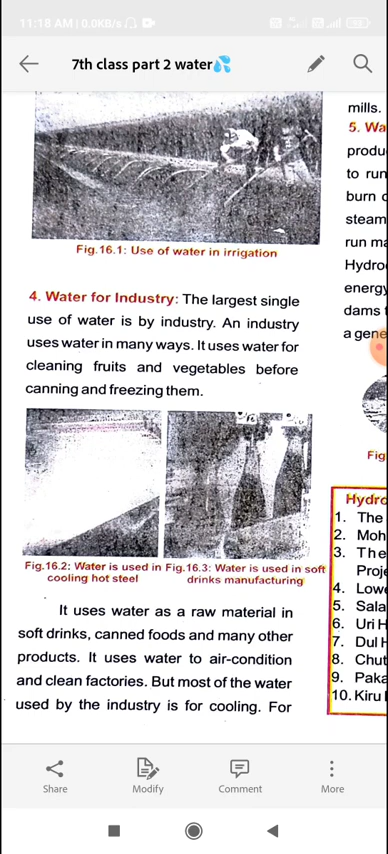 11:18 AM | 0.0KB/s
7th class part 2 water💦
Fig.16.1: Use of water in irrigation
4. Water for Industry: The largest single
use of water is by industry. An industry
uses water in many ways. It uses water for
cleaning fruits and vegetables before
canning and freezing them.
Fig.16.2: Water is used in
cooling hot steel
Fig.16.3: Water is used in soft
drinks manufacturing
It uses water as a raw material in
soft drinks, canned foods and many other
products. It uses water to air-condition
and clean factories. But most of the water
used by the industry is for cooling. For
mills.
5. Wa
produ
to run
burn
steam
run ma
Hydro
energy
dams
a gene
Fig
Hydro
1. The
2. Moh
3. The
Proje
4. Lowe
5. Sala
6. Uri H
7. Dul H
8. Chut
9. Paka
10. Kiru
Share
Modify
Comment
More